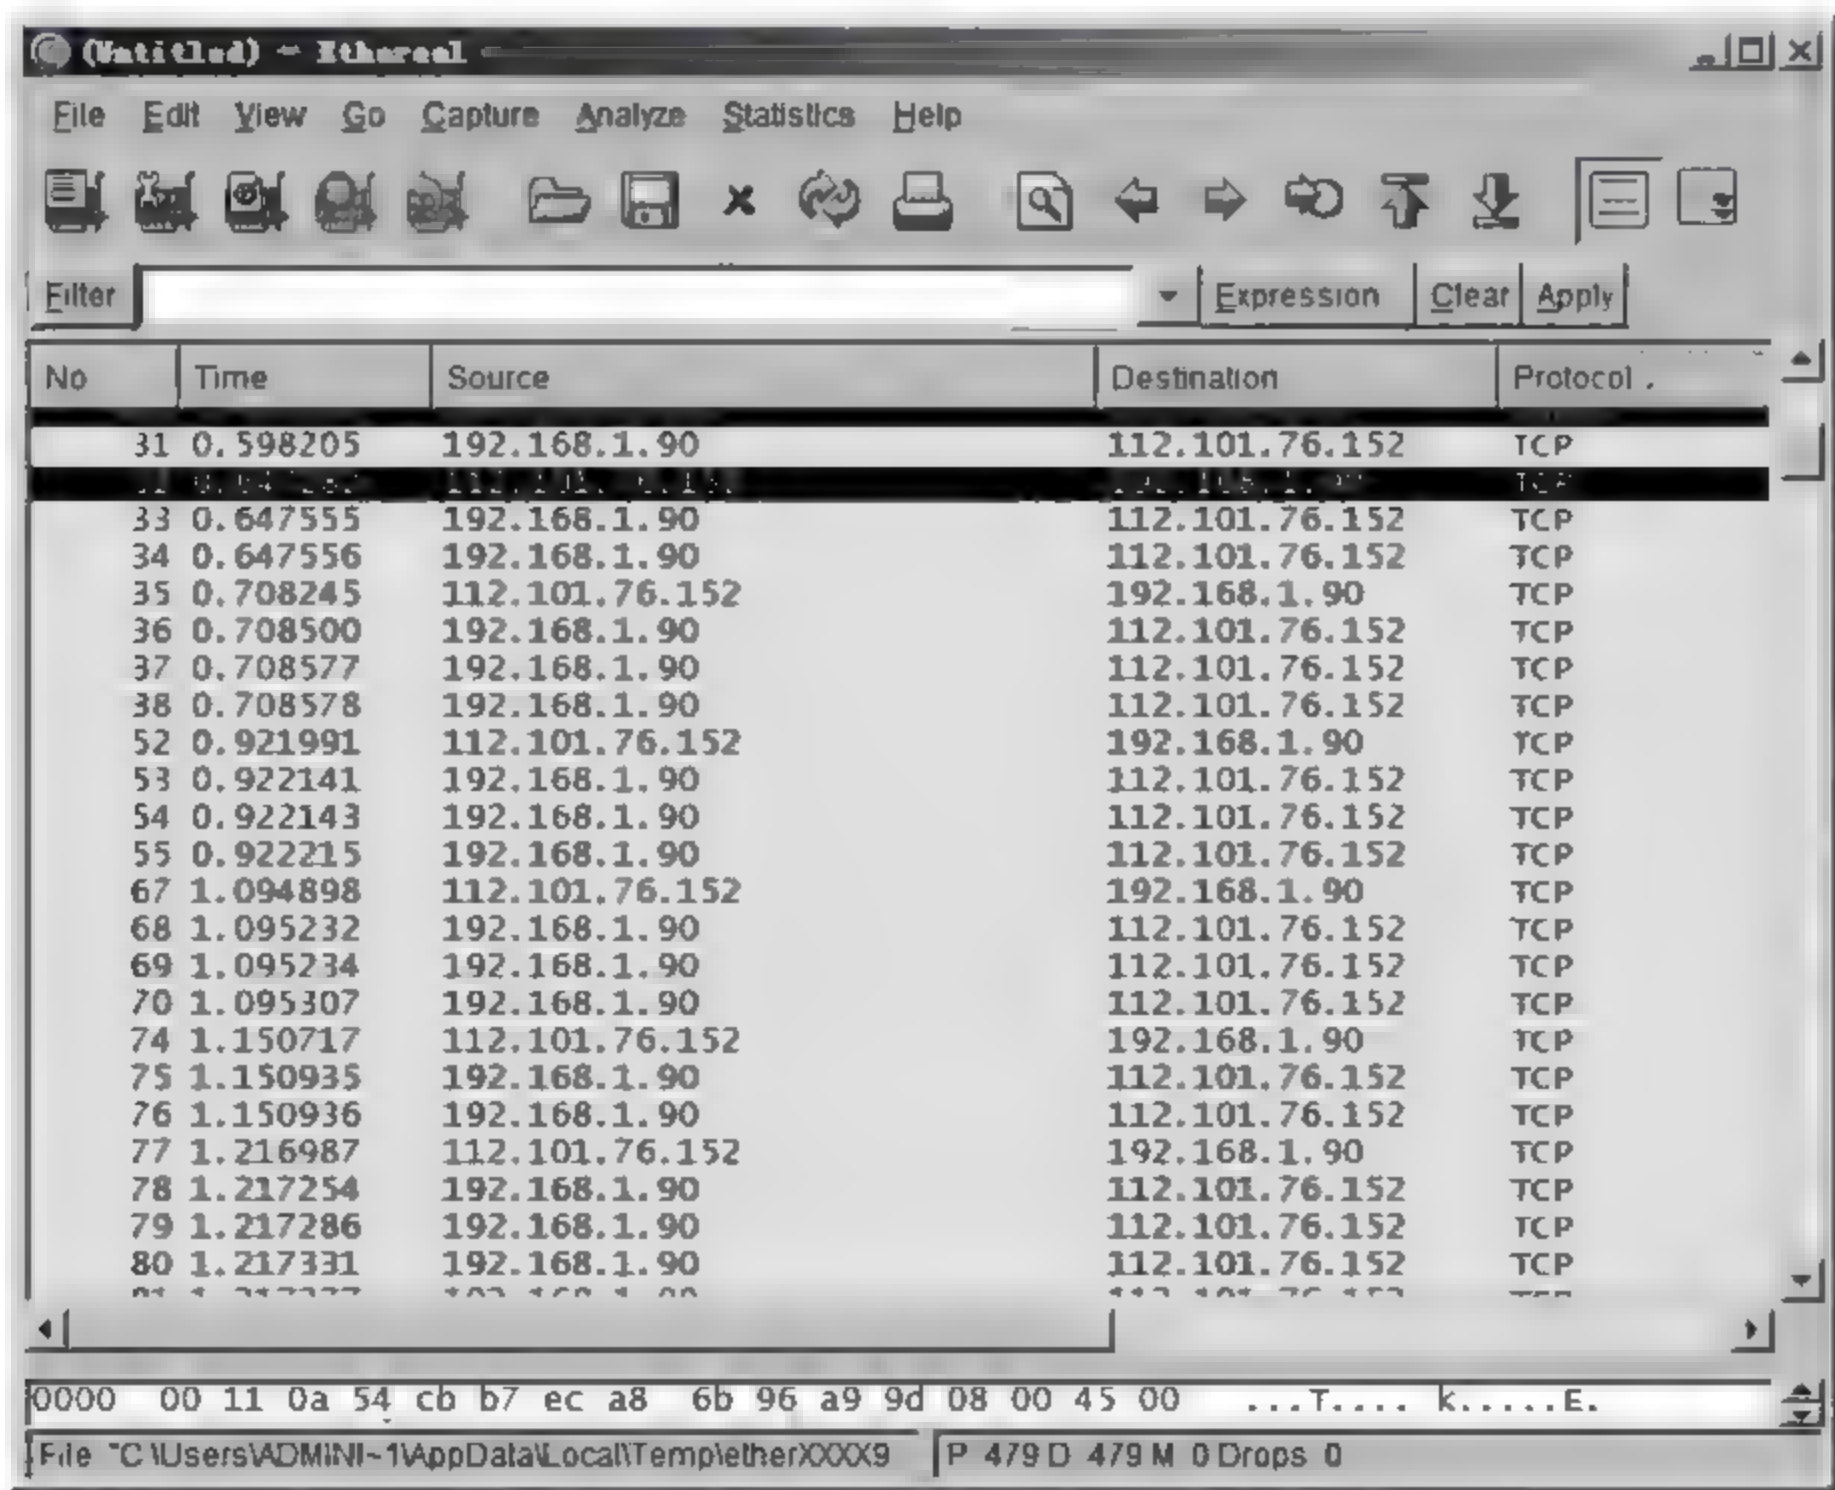 (Untitled) - Ethereal
File Edit View Go Capture Analyze Statistics Help
Filter Expression Clear Apply
No Time Source Destination Protocol .
31 0.598205 192.168.1.90 112.101.76.152 TCP
33 0.647555 192.168.1.90 112.101.76.152 TCP
34 0.647556 192.168.1.90 112.101.76.152 TCP
35 0.708245 112.101.76.152 192.168.1.90 TCP
36 0.708500 192.168.1.90 112.101.76.152 TCP
37 0.708577 192.168.1.90 112.101.76.152 TCP
38 0.708578 192.168.1.90 112.101.76.152 TCP
52 0.921991 112.101.76.152 192.168.1.90 TCP
53 0.922141 192.168.1.90 112.101.76.152 TCP
54 0.922143 192.168.1.90 112.101.76.152 TCP
55 0.922215 192.168.1.90 112.101.76.152 TCP
67 1.094898 112.101.76.152 192.168.1.90 TCP
68 1.095232 192.168.1.90 112.101.76.152 TCP
69 1.095234 192.168.1.90 112.101.76.152 TCP
70 1.095307 192.168.1.90 112.101.76.152 TCP
74 1.150717 112.101.76.152 192.168.1.90 TCP
75 1.150935 192.168.1.90 112.101.76.152 TCP
76 1.150936 192.168.1.90 112.101.76.152 TCP
77 1.216987 112.101.76.152 192.168.1.90 TCP
78 1.217254 192.168.1.90 112.101.76.152 TCP
79 1.217286 192.168.1.90 112.101.76.152 TCP
80 1.217331 192.168.1.90 112.101.76.152 TCP
0000 00 11 0a 54 cb b7 ec a8 6b 96 a9 9d 08 00 45 00 ...T.... k.....E.
File "C\Users\ADMINI~1\AppData\Local\Temp\etherXXXX9 P 479 D 479 M 0 Drops 0